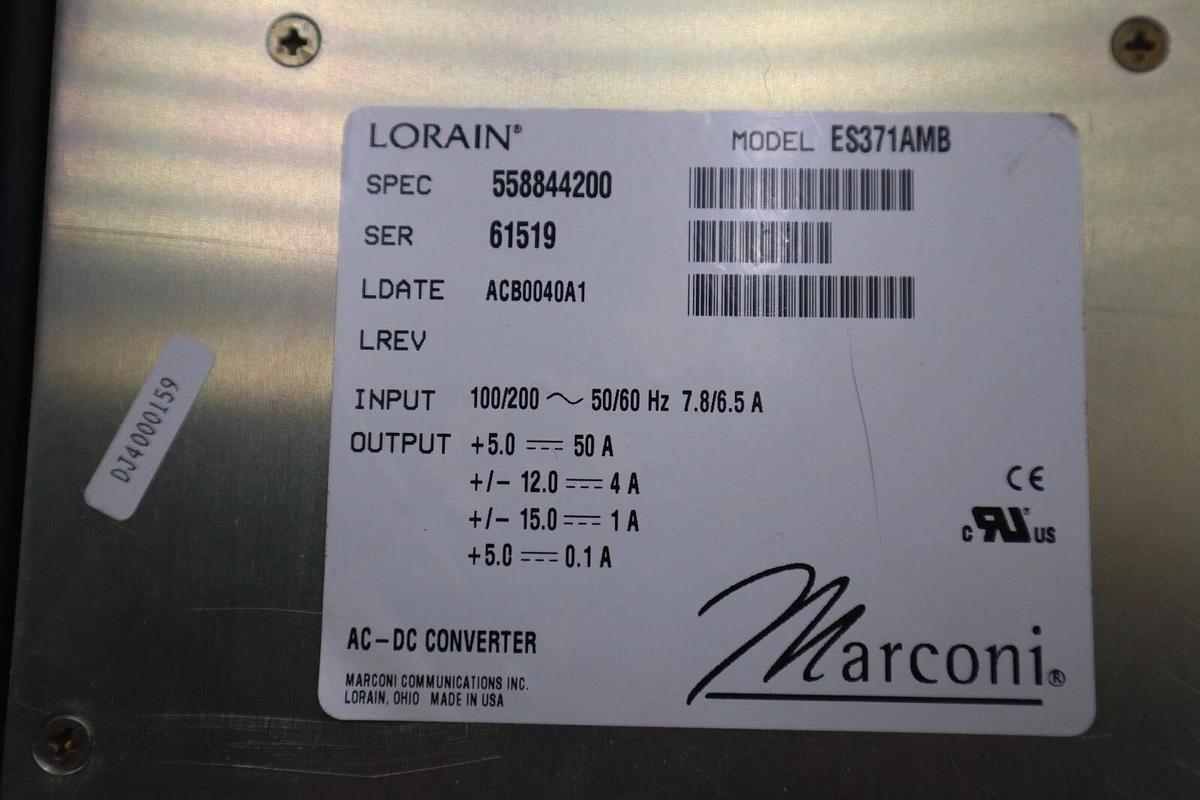 LORAIN® MODEL ES371AMB
SPEC 558844200
SER 61519
LDATE ACB0040A1
LREV
INPUT 100/200 ~ 50/60 Hz 7.8/6.5 A
OUTPUT +5.0 ⎓ 50 A
+/- 12.0 ⎓ 4 A
+/- 15.0 ⎓ 1 A
+5.0 ⎓ 0.1 A
CE
c RU® US
AC-DC CONVERTER
MARCONI COMMUNICATIONS INC.
LORAIN, OHIO MADE IN USA
Marconi®
DJ4000159